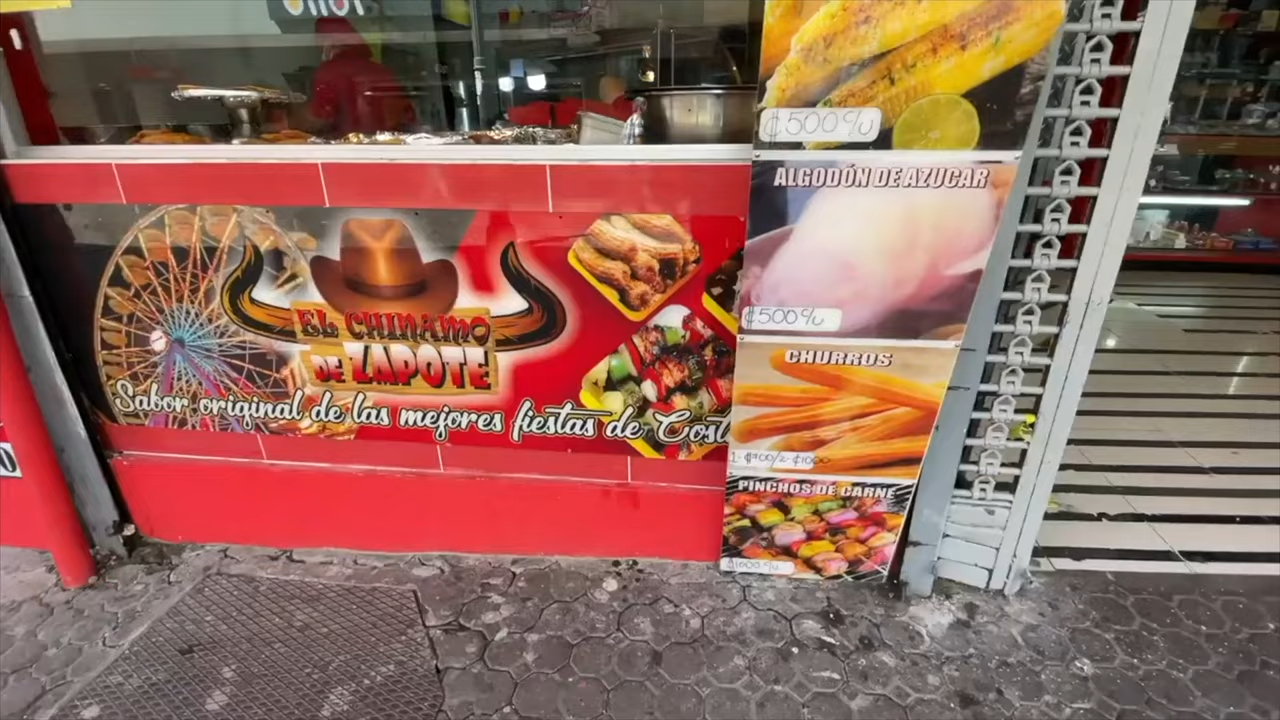 ₡500 c/u
ALGODÓN DE AZUCAR
₡500 c/u
CHURROS
1-₡700/2-₡1000
PINCHOS DE CARNE
₡1000 c/u
EL CHINAMO
DE ZAPOTE
Sabor original de las mejores fiestas de Cost